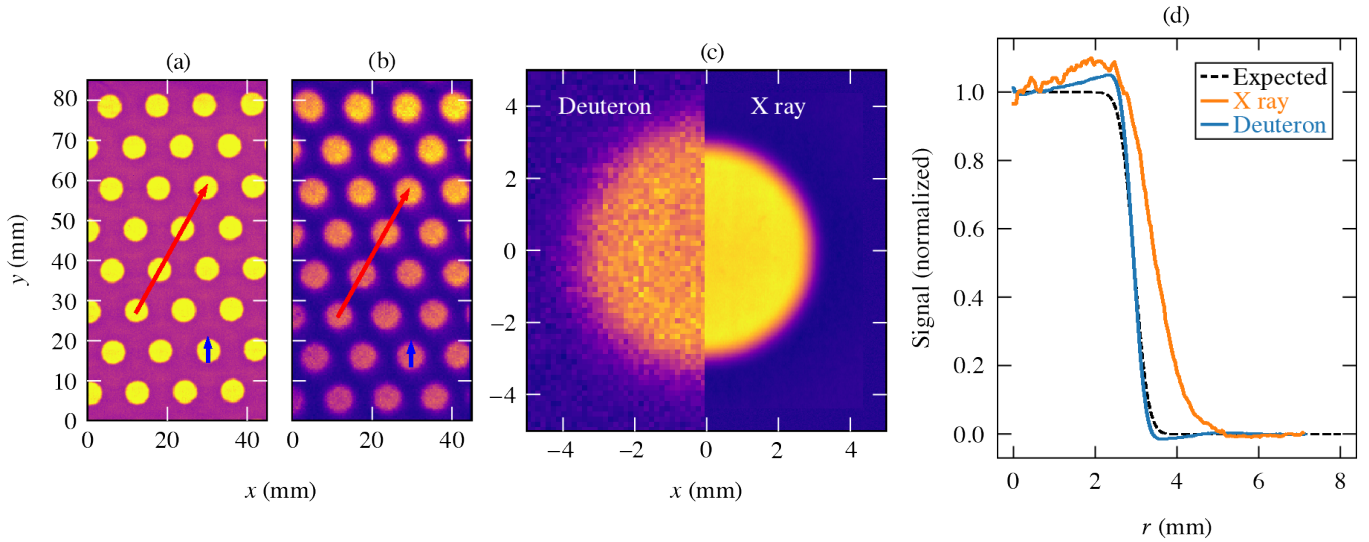 (a)
(b)
(c)
(d)
80
70
60
50
40
30
20
10
0
y (mm)
0 20 40
0 20 40
x (mm)
Deuteron X ray
4
2
0
−2
−4
−4 −2 0 2 4
x (mm)
Expected
X ray
Deuteron
Signal (normalized)
1.0
0.8
0.6
0.4
0.2
0.0
0 2 4 6 8
r (mm)